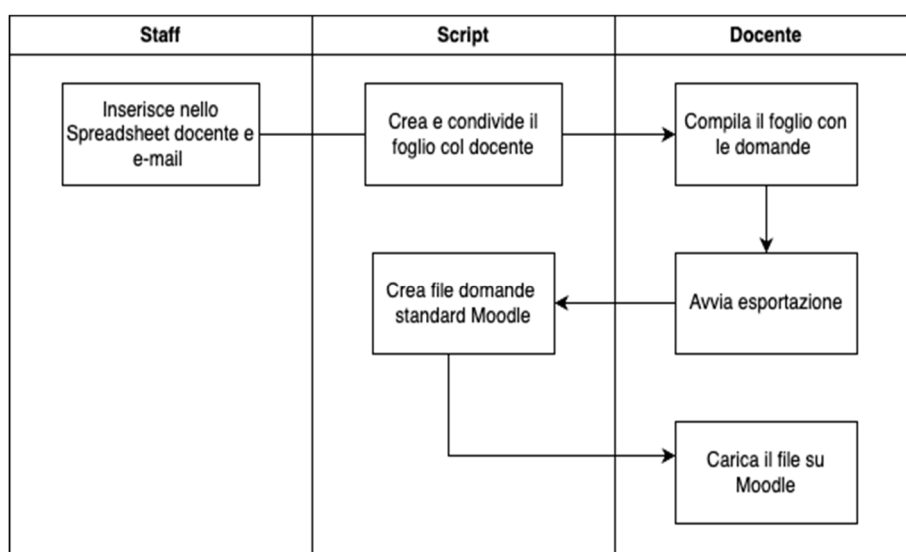 Staff
Script
Docente
Inserisce nello
Spreadsheet docente e
e-mail
Crea e condivide il
foglio col docente
Compila il foglio con
le domande
Crea file domande
standard Moodle
Avvia esportazione
Carica il file su
Moodle